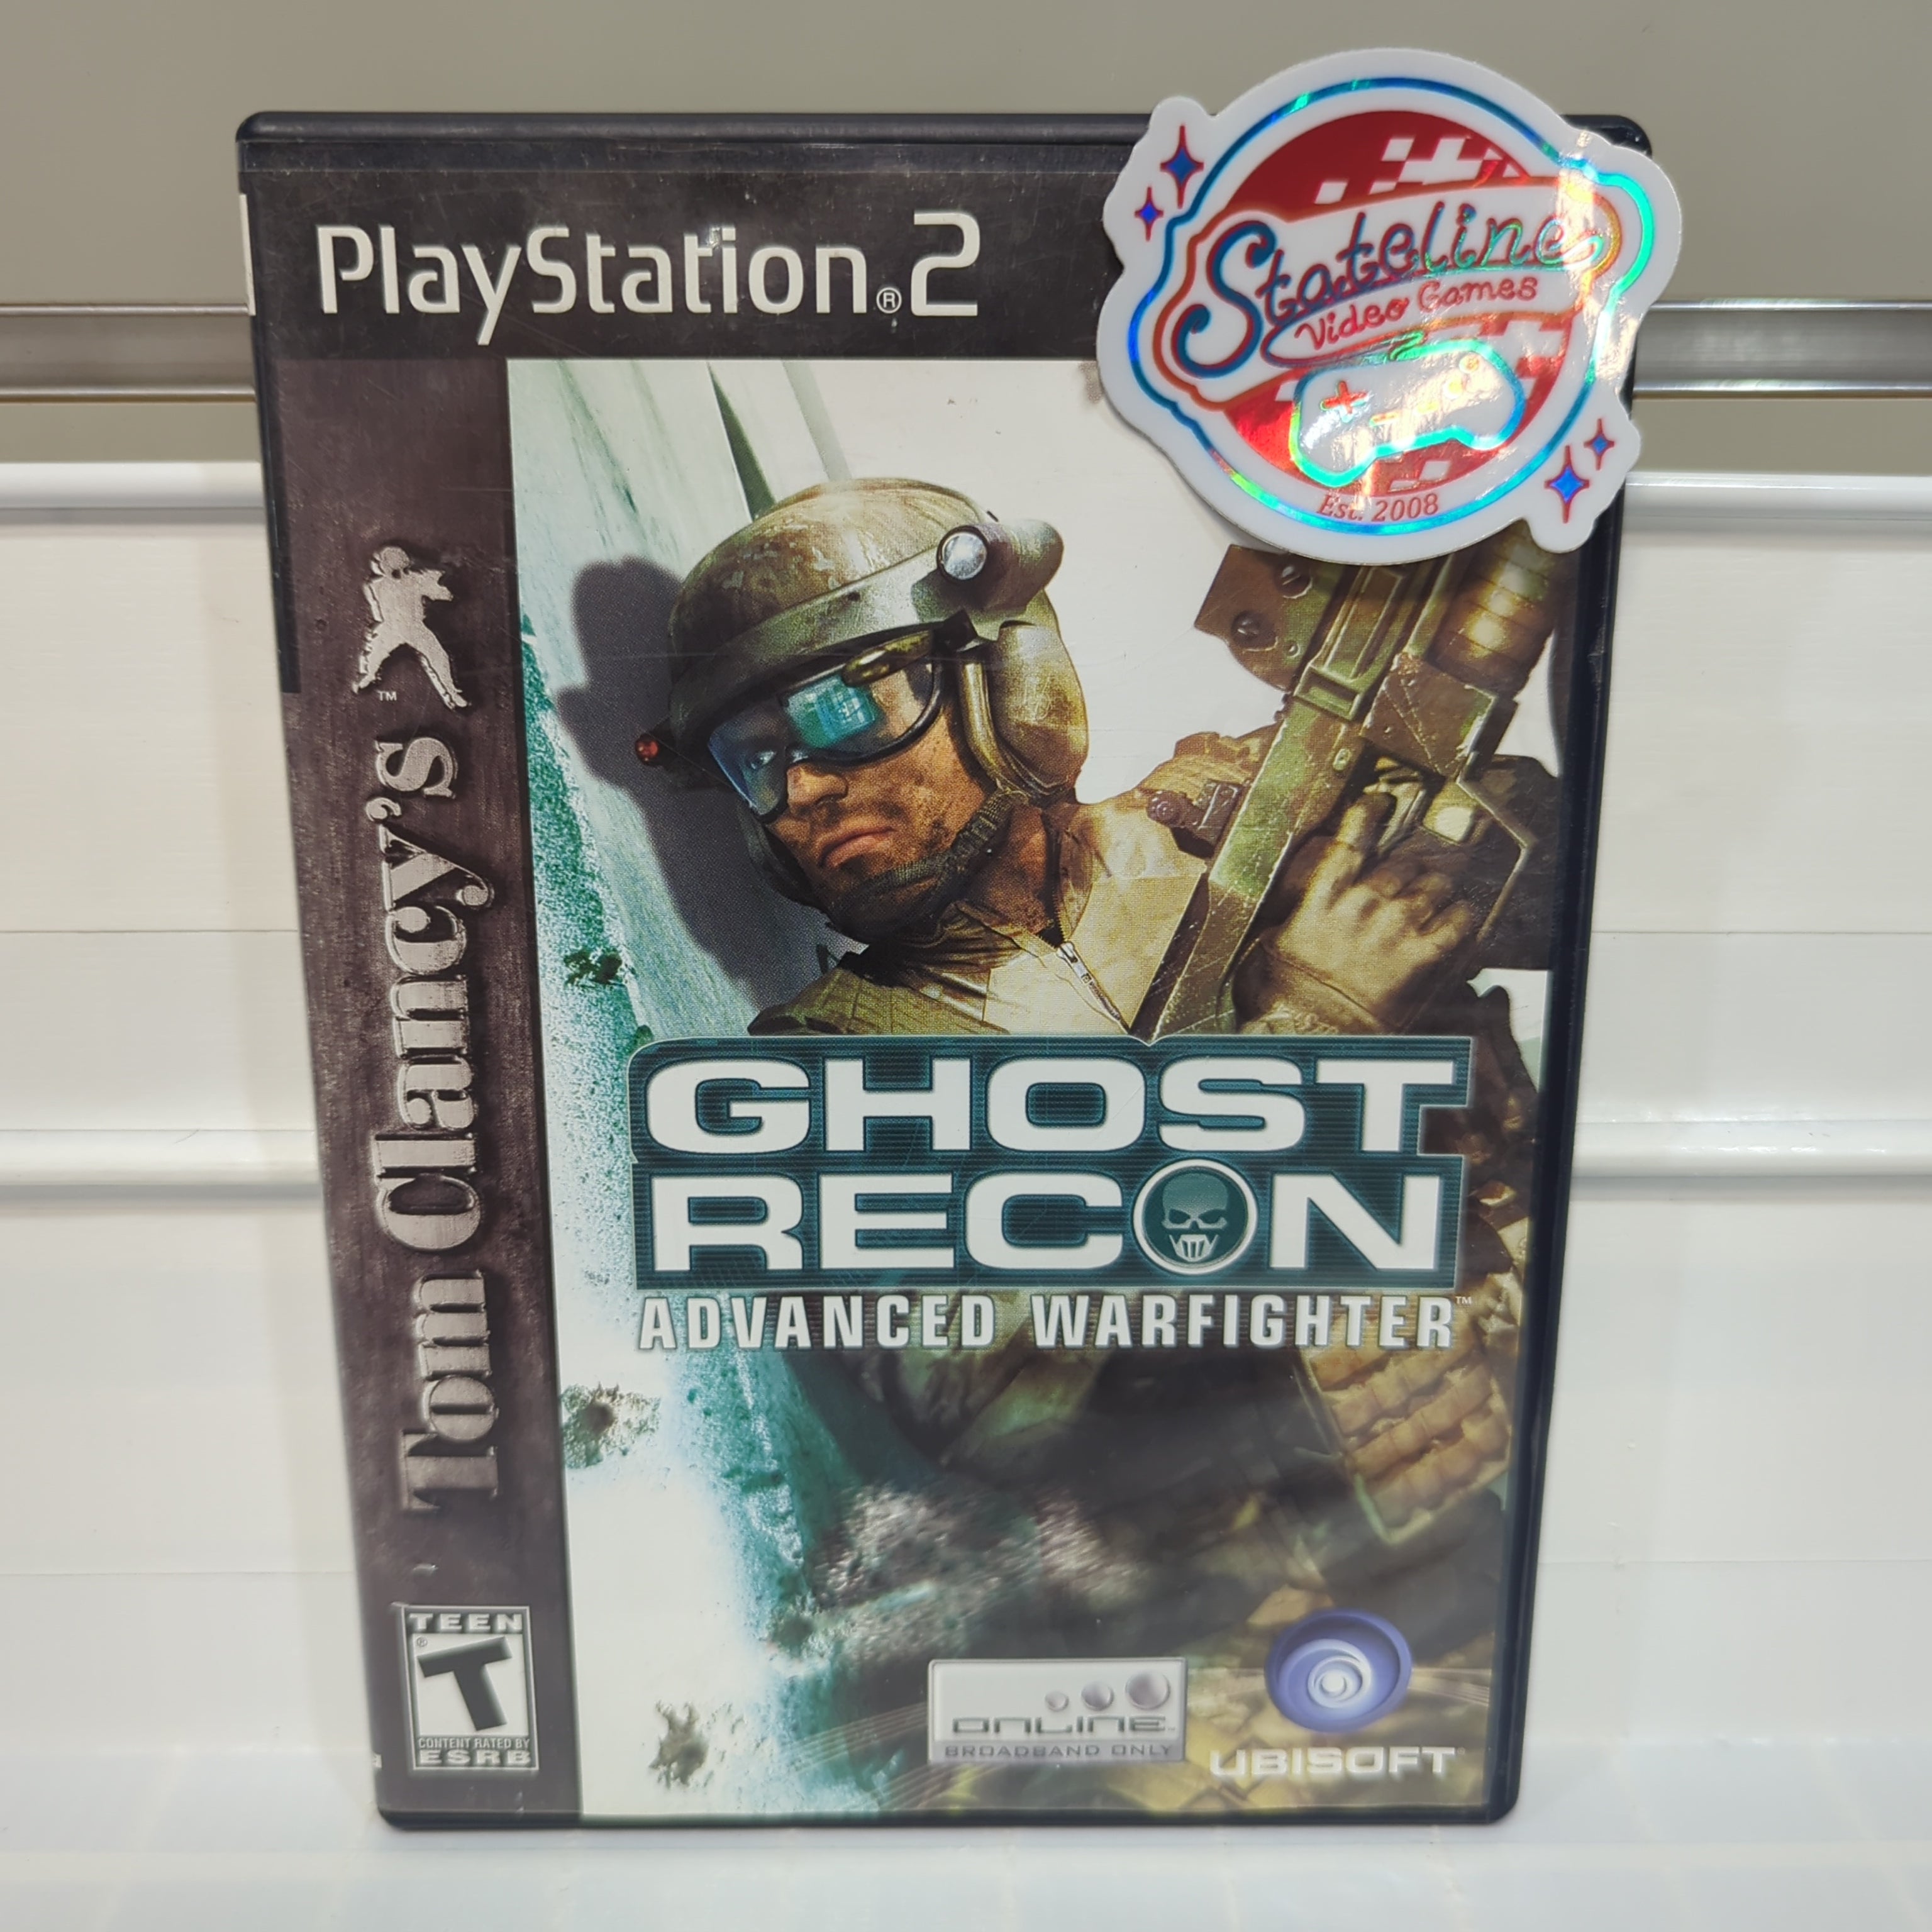 PlayStation®2
Stateline
Video Games
Est. 2008
Tom Clancy's
TM
GHOST
RECON
ADVANCED WARFIGHTER™
TEEN
®
T
CONTENT RATED BY
ESRB
ONLINE
BROADBAND ONLY
UBISOFT